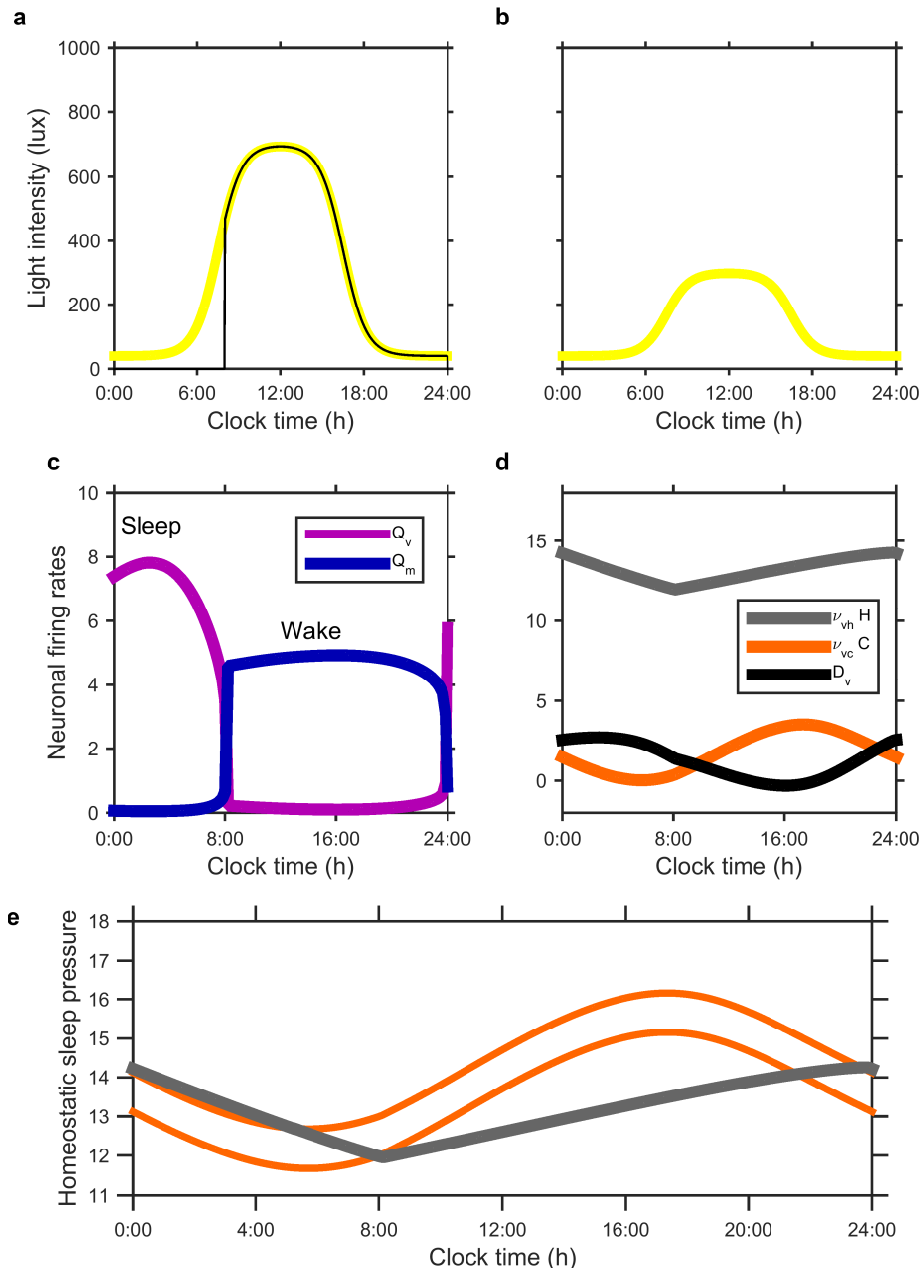 a
b
1000
800
600
400
200
0
Light intensity (lux)
0:00 6:00 12:00 18:00 24:00
Clock time (h)
0:00 6:00 12:00 18:00 24:00
Clock time (h)
c
d
10
8
6
4
2
0
Neuronal firing rates
Sleep
Wake
Qv
Qm
0:00 8:00 16:00 24:00
Clock time (h)
15
10
5
0
νvh H
νvc C
Dv
0:00 8:00 16:00 24:00
Clock time (h)
e
18
17
16
15
14
13
12
11
Homeostatic sleep pressure
0:00 4:00 8:00 12:00 16:00 20:00 24:00
Clock time (h)